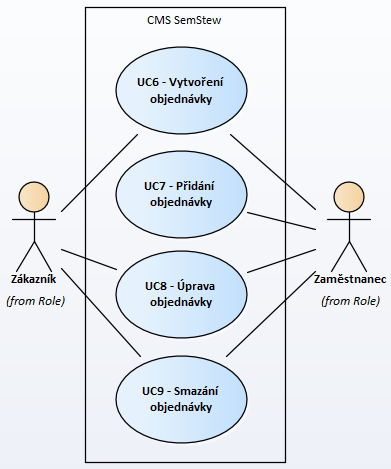 CMS SemStew
UC6 - Vytvoření
objednávky
UC7 - Přidání
objednávky
UC8 - Úprava
objednávky
UC9 - Smazání
objednávky
Zákazník
(from Role)
Zaměstnanec
(from Role)